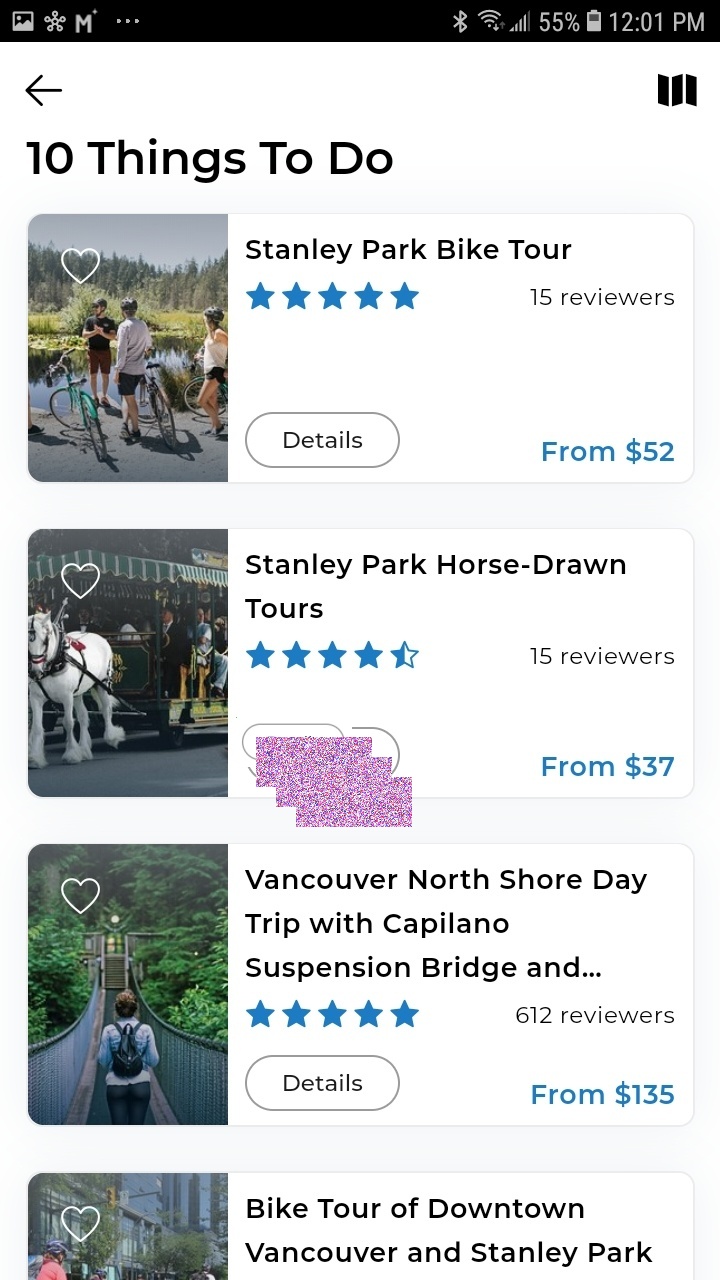 55% 12:01 PM
10 Things To Do
Stanley Park Bike Tour
15 reviewers
Details
From $52
Stanley Park Horse-Drawn
Tours
15 reviewers
From $37
Vancouver North Shore Day
Trip with Capilano
Suspension Bridge and...
612 reviewers
Details
From $135
Bike Tour of Downtown
Vancouver and Stanley Park